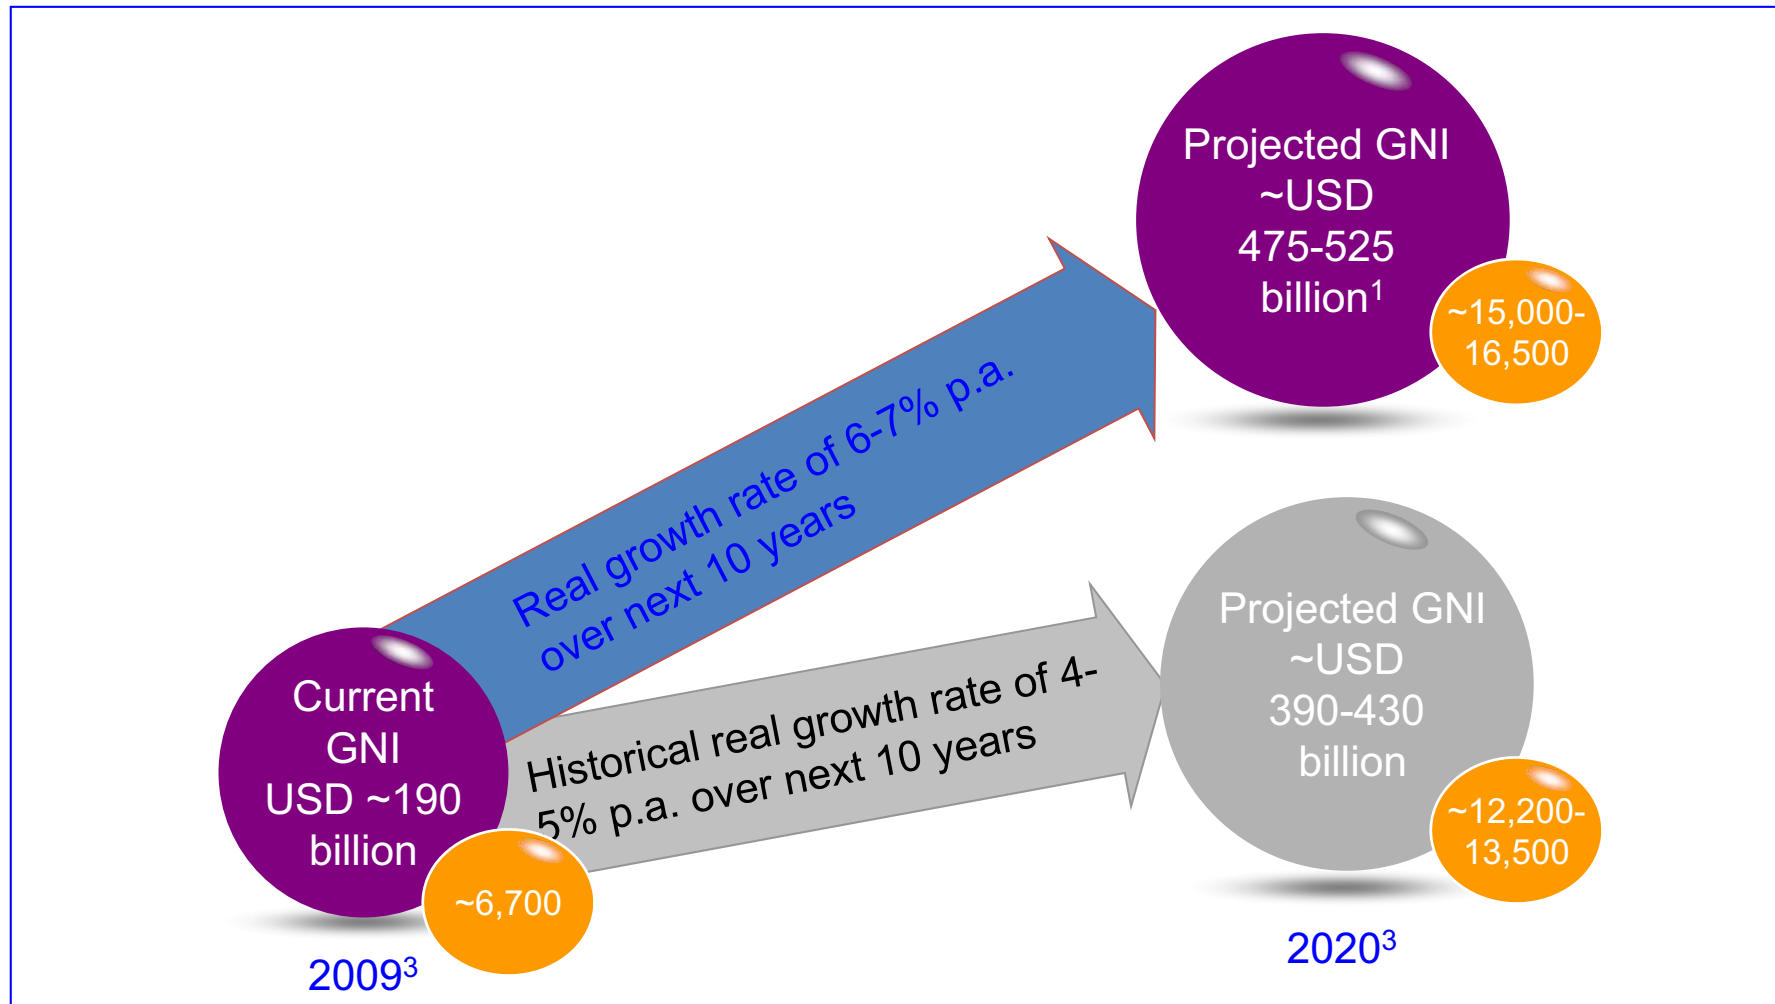 Projected GNI
~USD
475-525
billion¹
~15,000-
16,500
Real growth rate of 6-7% p.a.
over next 10 years
Projected GNI
~USD
390-430
billion
~12,200-
13,500
Historical real growth rate of 4-
5% p.a. over next 10 years
Current
GNI
USD ~190
billion
~6,700
2009³
2020³